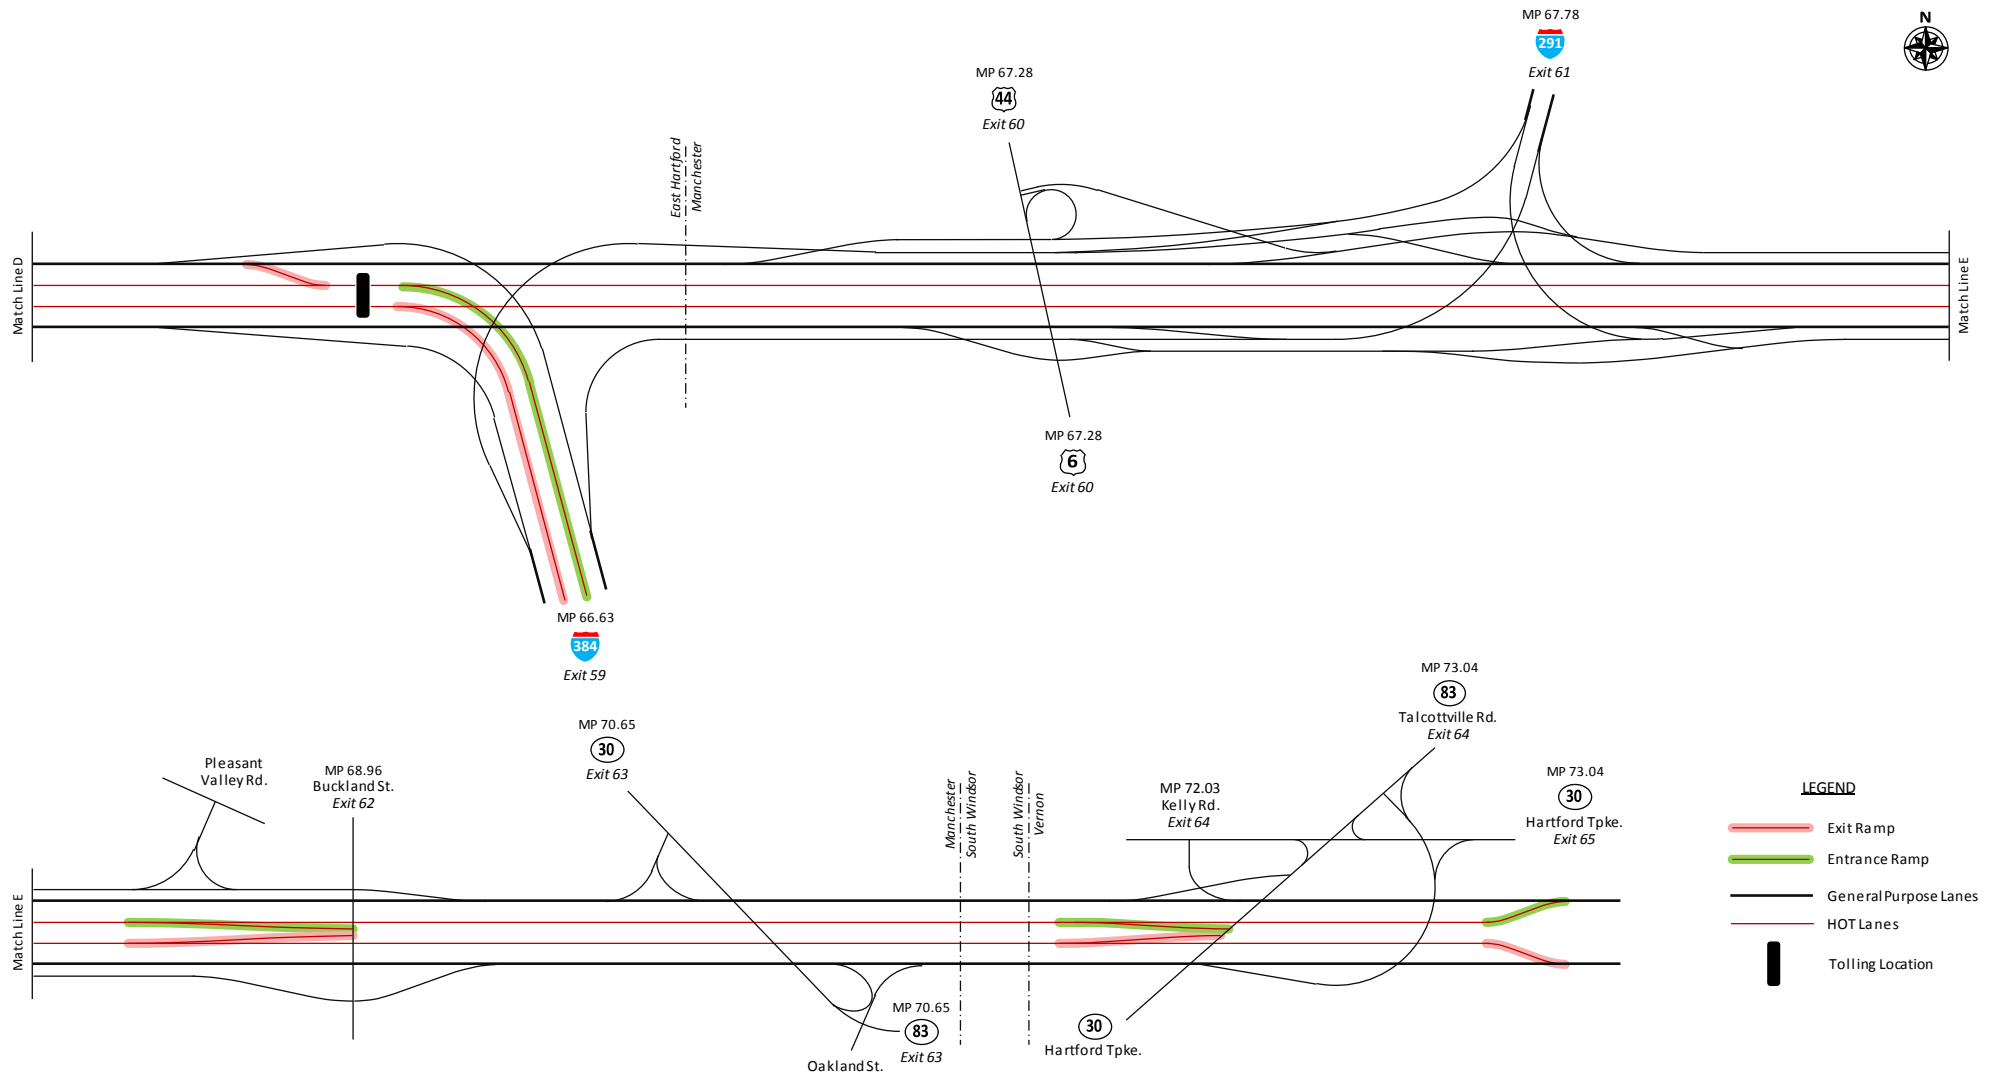 MP 67.78
291
Exit 61
N
MP 67.28
44
Exit 60
East Hartford
Manchester
Match Line D
Match Line E
MP 67.28
6
Exit 60
MP 66.63
384
Exit 59
MP 73.04
83
Talcottville Rd.
Exit 64
MP 70.65
30
Exit 63
Pleasant
Valley Rd.
MP 68.96
Buckland St.
Exit 62
Manchester
South Windsor
South Windsor
Vernon
MP 72.03
Kelly Rd.
Exit 64
MP 73.04
30
Hartford Tpke.
Exit 65
LEGEND
Exit Ramp
Entrance Ramp
General Purpose Lanes
HOT Lanes
Tolling Location
Match Line E
MP 70.65
83
Exit 63
Oakland St.
30
Hartford Tpke.